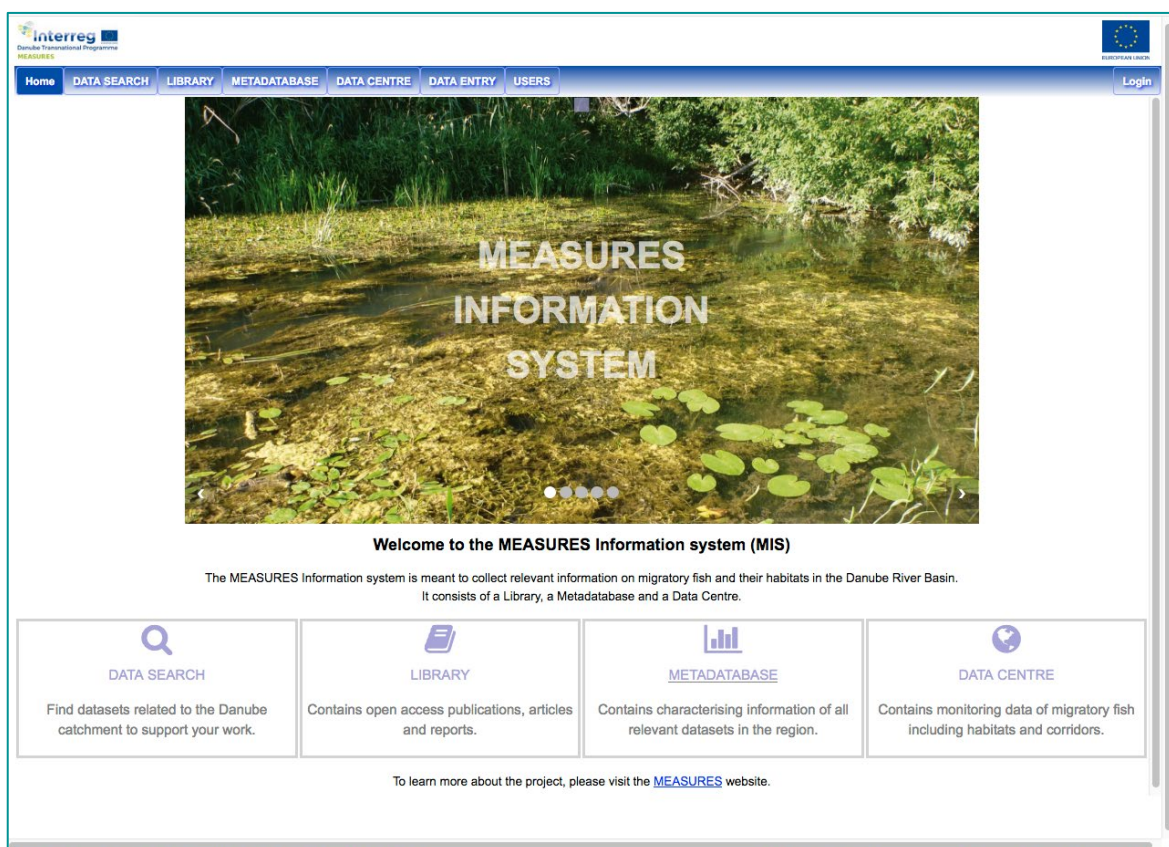 Interreg
Danube Transnational Programme
MEASURES
EUROPEAN UNION
Home DATA SEARCH LIBRARY METADATABASE DATA CENTRE DATA ENTRY USERS Login
MEASURES
INFORMATION
SYSTEM
Welcome to the MEASURES Information system (MIS)
The MEASURES Information system is meant to collect relevant information on migratory fish and their habitats in the Danube River Basin.
It consists of a Library, a Metadatabase and a Data Centre.
DATA SEARCH
Find datasets related to the Danube
catchment to support your work.
LIBRARY
Contains open access publications, articles
and reports.
METADATABASE
Contains characterising information of all
relevant datasets in the region.
DATA CENTRE
Contains monitoring data of migratory fish
including habitats and corridors.
To learn more about the project, please visit the MEASURES website.